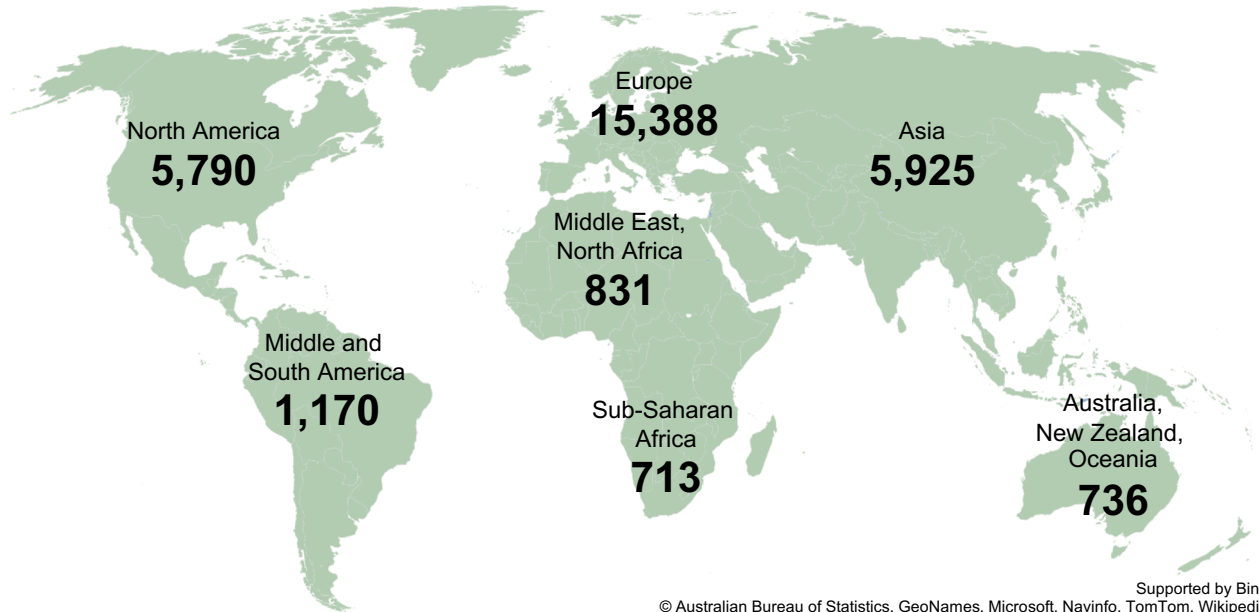 Europe
15,388
North America
5,790
Asia
5,925
Middle East,
North Africa
831
Middle and
South America
1,170
Sub-Saharan
Africa
713
Australia,
New Zealand,
Oceania
736
Supported by Bin
© Australian Bureau of Statistics, GeoNames, Microsoft, Navinfo, TomTom, Wikipedi